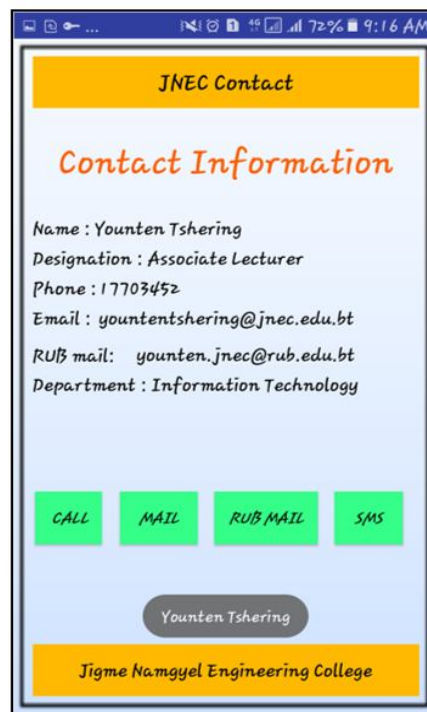 ... 1 4G 72% 9:16 AM
JNEC Contact
Contact Information
Name : Younten Tshering
Designation : Associate Lecturer
Phone : 17703452
Email : yountentshering@jnec.edu.bt
RUB mail: younten.jnec@rub.edu.bt
Department : Information Technology
CALL MAIL RUB MAIL SMS
Younten Tshering
Jigme Namgyel Engineering College